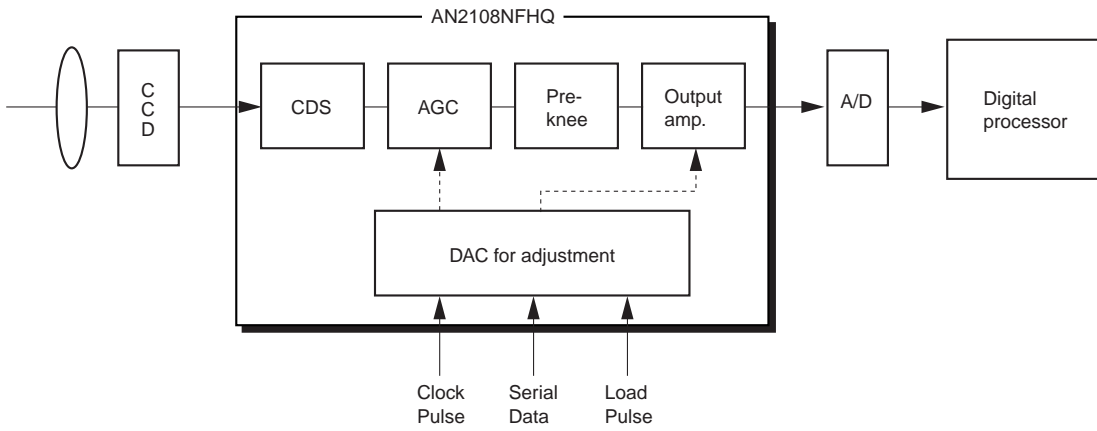 AN2108NFHQ
C
C
D
CDS
AGC
Pre-
knee
Output
amp.
A/D
Digital
processor
DAC for adjustment
Clock
Pulse
Serial
Data
Load
Pulse